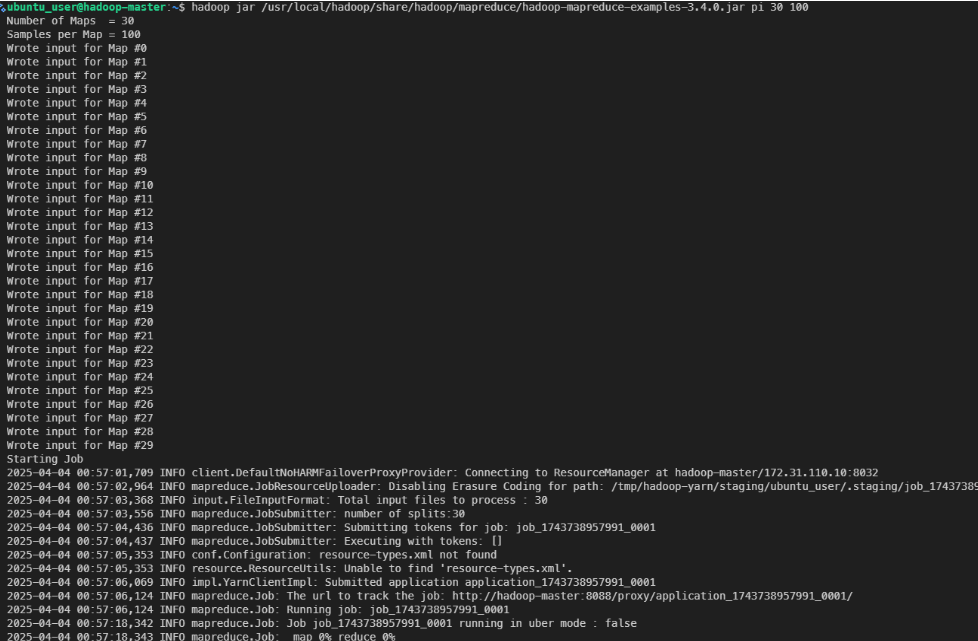 ubuntu_user@hadoop-master:~$ hadoop jar /usr/local/hadoop/share/hadoop/mapreduce/hadoop-mapreduce-examples-3.4.0.jar pi 30 100
Number of Maps  = 30
Samples per Map = 100
Wrote input for Map #0
Wrote input for Map #1
Wrote input for Map #2
Wrote input for Map #3
Wrote input for Map #4
Wrote input for Map #5
Wrote input for Map #6
Wrote input for Map #7
Wrote input for Map #8
Wrote input for Map #9
Wrote input for Map #10
Wrote input for Map #11
Wrote input for Map #12
Wrote input for Map #13
Wrote input for Map #14
Wrote input for Map #15
Wrote input for Map #16
Wrote input for Map #17
Wrote input for Map #18
Wrote input for Map #19
Wrote input for Map #20
Wrote input for Map #21
Wrote input for Map #22
Wrote input for Map #23
Wrote input for Map #24
Wrote input for Map #25
Wrote input for Map #26
Wrote input for Map #27
Wrote input for Map #28
Wrote input for Map #29
Starting Job
2025-04-04 00:57:01,709 INFO client.DefaultNoHARMFailoverProxyProvider: Connecting to ResourceManager at hadoop-master/172.31.110.10:8032
2025-04-04 00:57:02,964 INFO mapreduce.JobResourceUploader: Disabling Erasure Coding for path: /tmp/hadoop-yarn/staging/ubuntu_user/.staging/job_17437389
2025-04-04 00:57:03,368 INFO input.FileInputFormat: Total input files to process : 30
2025-04-04 00:57:03,556 INFO mapreduce.JobSubmitter: number of splits:30
2025-04-04 00:57:04,436 INFO mapreduce.JobSubmitter: Submitting tokens for job: job_1743738957991_0001
2025-04-04 00:57:04,437 INFO mapreduce.JobSubmitter: Executing with tokens: []
2025-04-04 00:57:05,353 INFO conf.Configuration: resource-types.xml not found
2025-04-04 00:57:05,353 INFO resource.ResourceUtils: Unable to find 'resource-types.xml'.
2025-04-04 00:57:06,069 INFO impl.YarnClientImpl: Submitted application application_1743738957991_0001
2025-04-04 00:57:06,124 INFO mapreduce.Job: The url to track the job: http://hadoop-master:8088/proxy/application_1743738957991_0001/
2025-04-04 00:57:06,124 INFO mapreduce.Job: Running job: job_1743738957991_0001
2025-04-04 00:57:18,342 INFO mapreduce.Job: Job job_1743738957991_0001 running in uber mode : false
2025-04-04 00:57:18,343 INFO mapreduce.Job:  map 0% reduce 0%